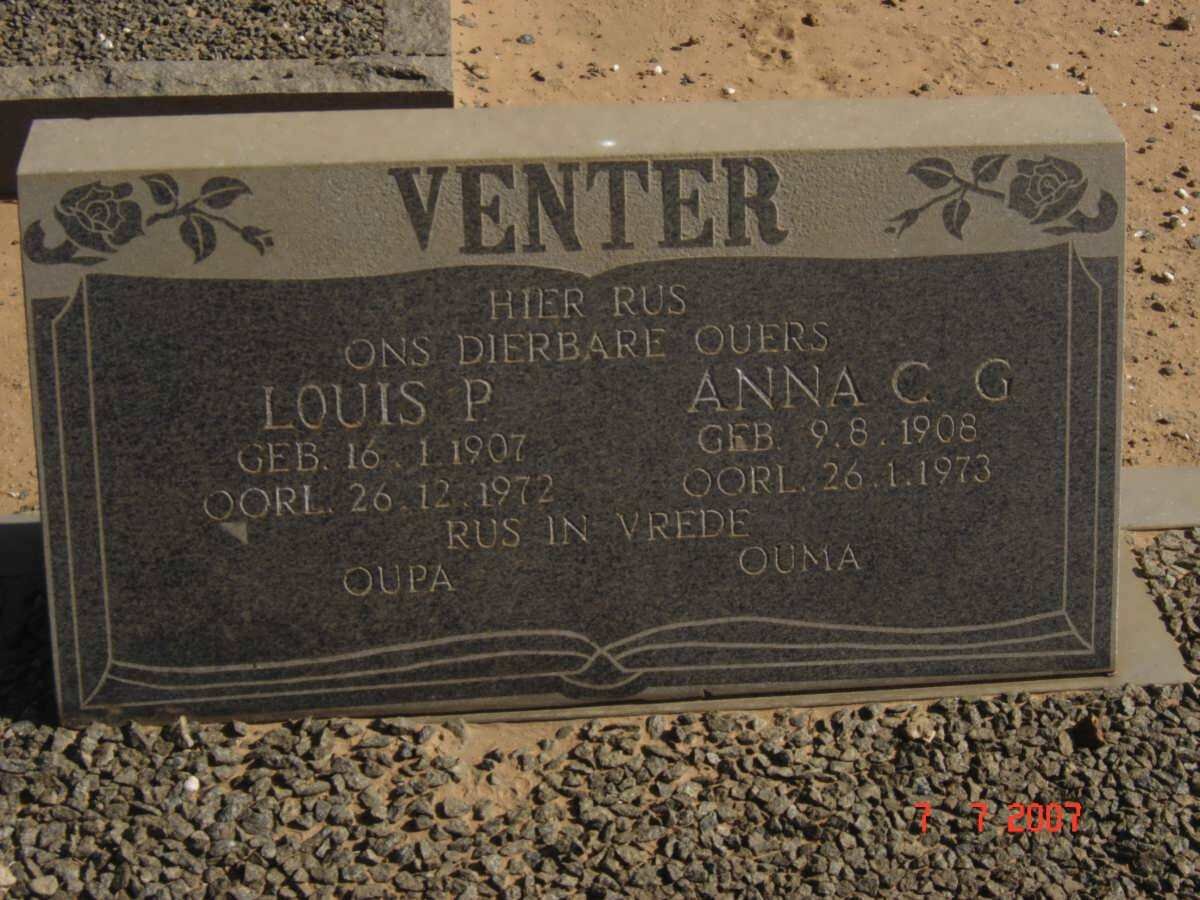 VENTER
HIER RUS
ONS DIERBARE OUERS
LOUIS P ANNA C. G
GEB. 16.1.1907 GEB. 9.8.1908
OORL. 26.12.1972 OORL. 26.1.1973
RUS IN VREDE
OUPA OUMA
7 7 2007